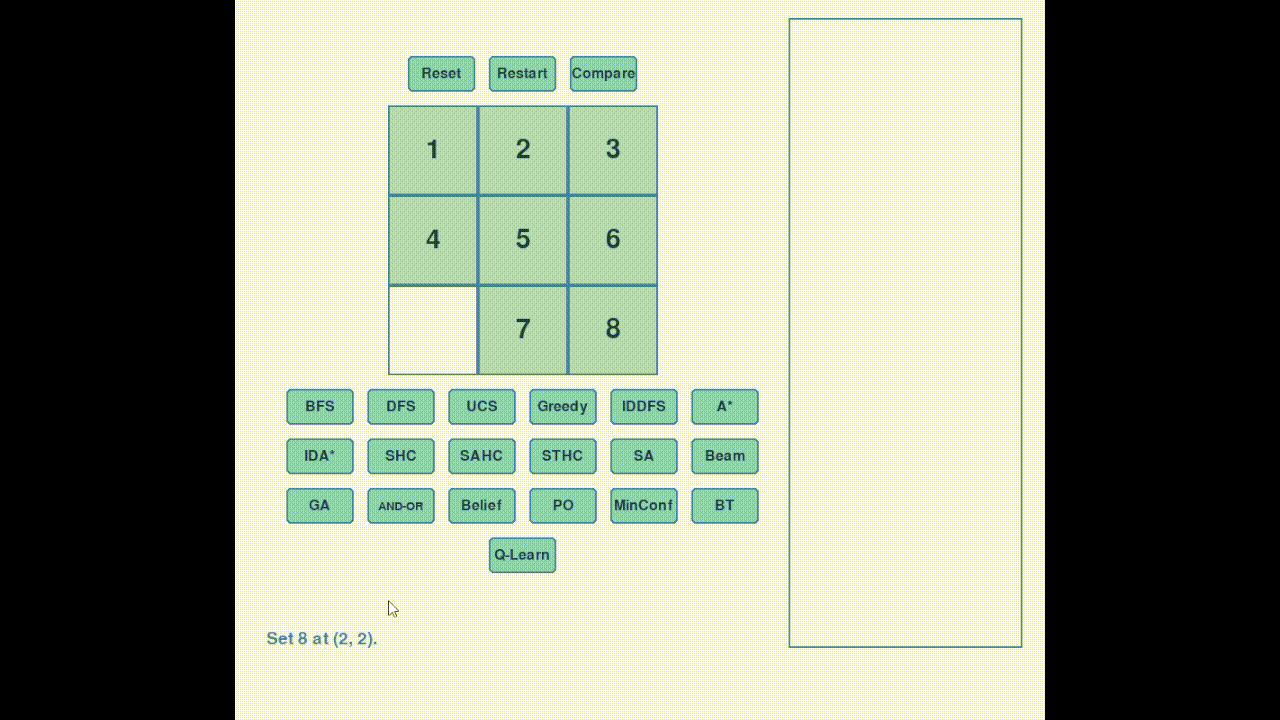 Reset Restart Compare
1 2 3
4 5 6
7 8
BFS DFS UCS Greedy IDDFS A*
IDA* SHC SAHC STHC SA Beam
GA AND-OR Belief PO MinConf BT
Q-Learn
Set 8 at (2, 2).